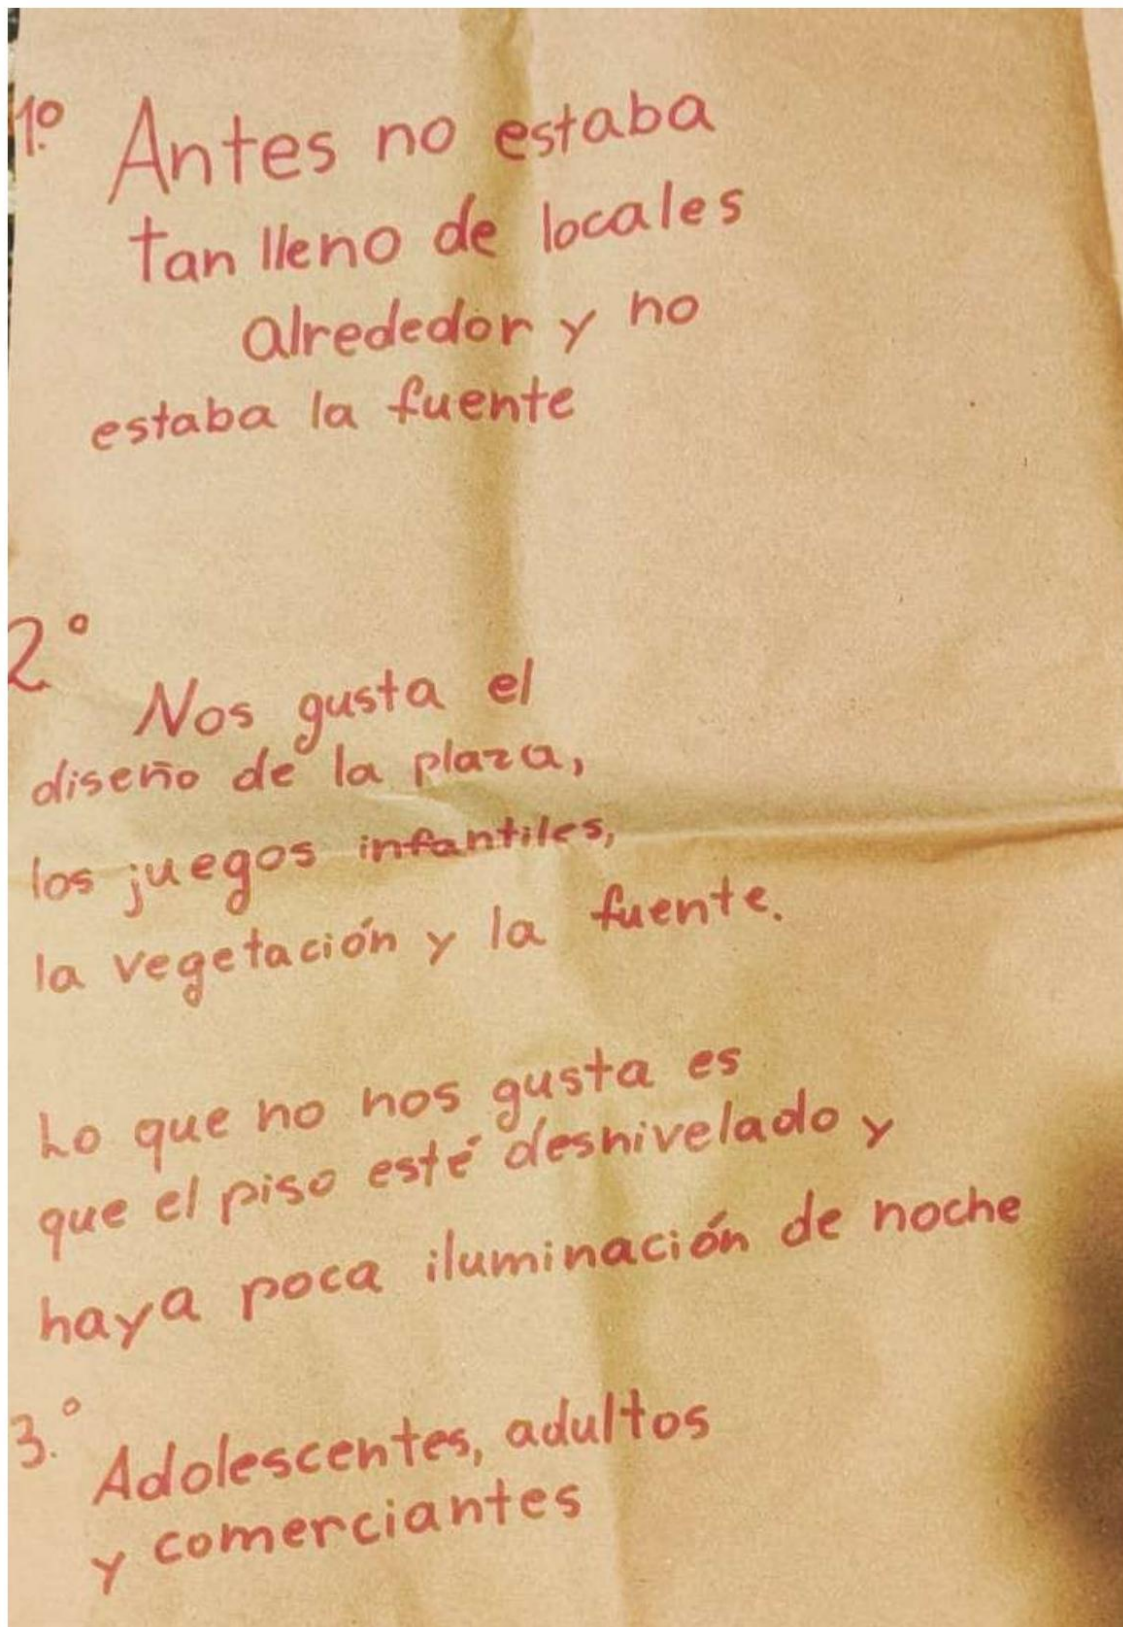 1º Antes no estaba
tan lleno de locales
alrededor y no
estaba la fuente
2º
Nos gusta el
diseño de la plaza,
los juegos infantiles,
la vegetación y la fuente.
Lo que no nos gusta es
que el piso esté desnivelado y
haya poca iluminación de noche
3.º
Adolescentes, adultos
y comerciantes